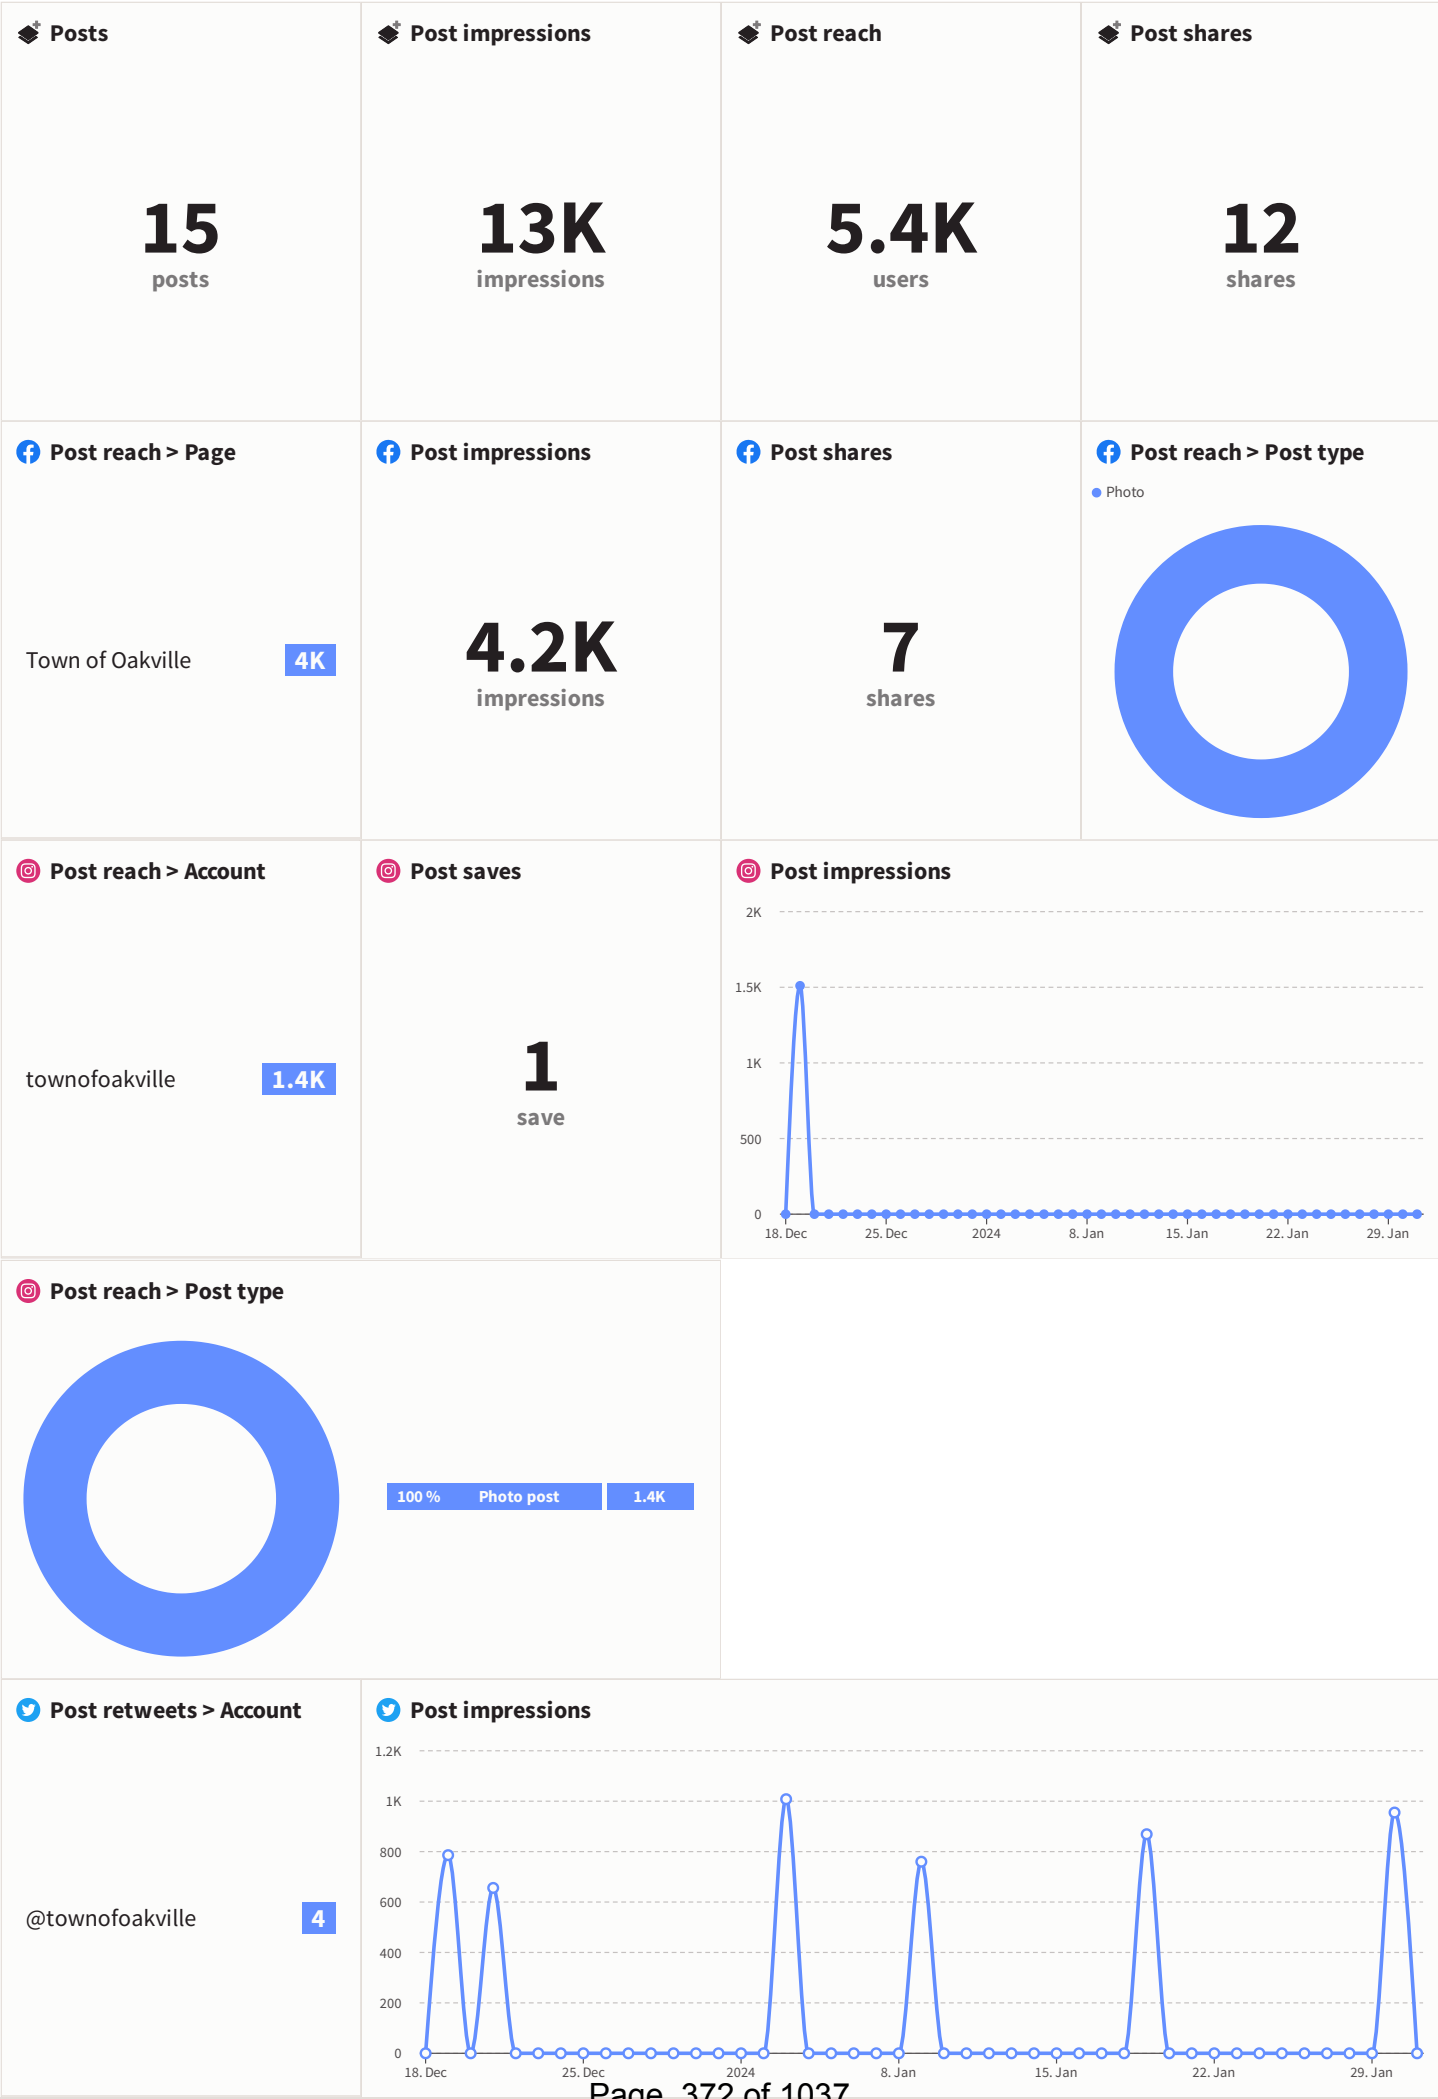 Posts
15
posts
Post impressions
13K
impressions
Post reach
5.4K
users
Post shares
12
shares
Post reach > Page
Town of Oakville 4K
Post impressions
4.2K
impressions
Post shares
7
shares
Post reach > Post type
Photo
Post reach > Account
townofoakville 1.4K
Post saves
1
save
Post impressions
2K
1.5K
1K
500
0
18. Dec 25. Dec 2024 8. Jan 15. Jan 22. Jan 29. Jan
Post reach > Post type
100 % Photo post 1.4K
Post retweets > Account
@townofoakville 4
Post impressions
1.2K
1K
800
600
400
200
0
18. Dec 25. Dec 2024 8. Jan 15. Jan 22. Jan 29. Jan
Page 372 of 1037